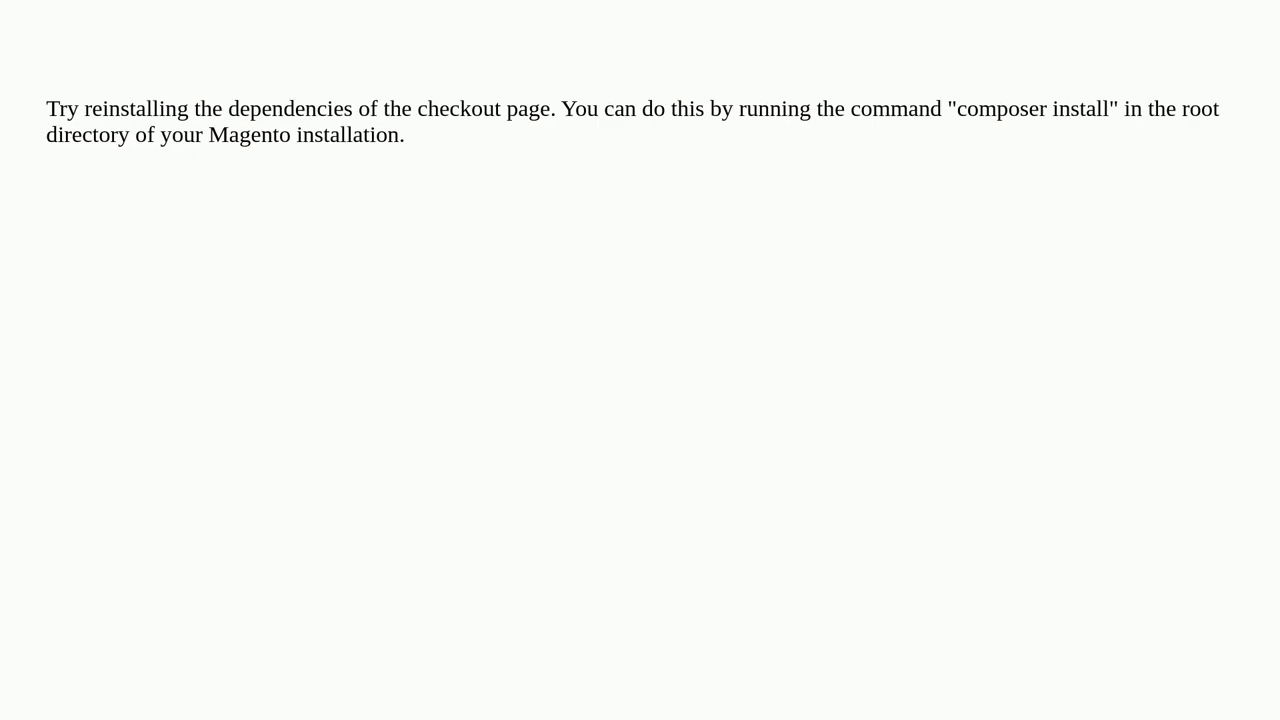 Try reinstalling the dependencies of the checkout page. You can do this by running the command "composer install" in the root
directory of your Magento installation.